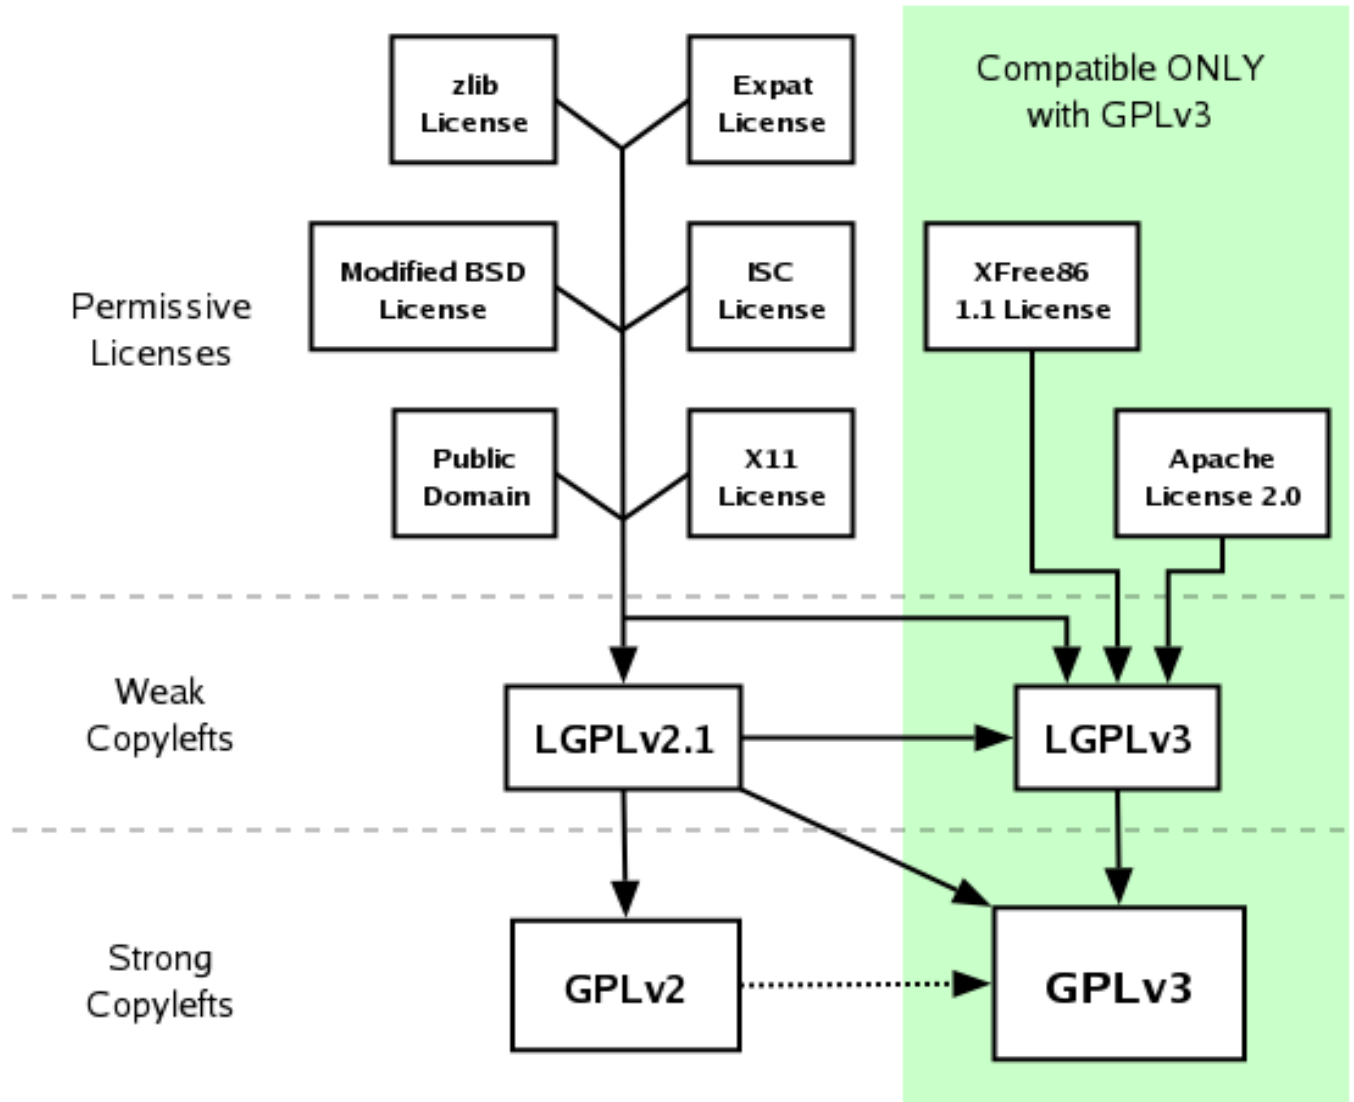 Compatible ONLY
with GPLv3
zlib
License
Expat
License
Permissive
Licenses
Modified BSD
License
ISC
License
XFree86
1.1 License
Public
Domain
X11
License
Apache
License 2.0
Weak
Copylefts
LGPLv2.1
LGPLv3
Strong
Copylefts
GPLv2
GPLv3